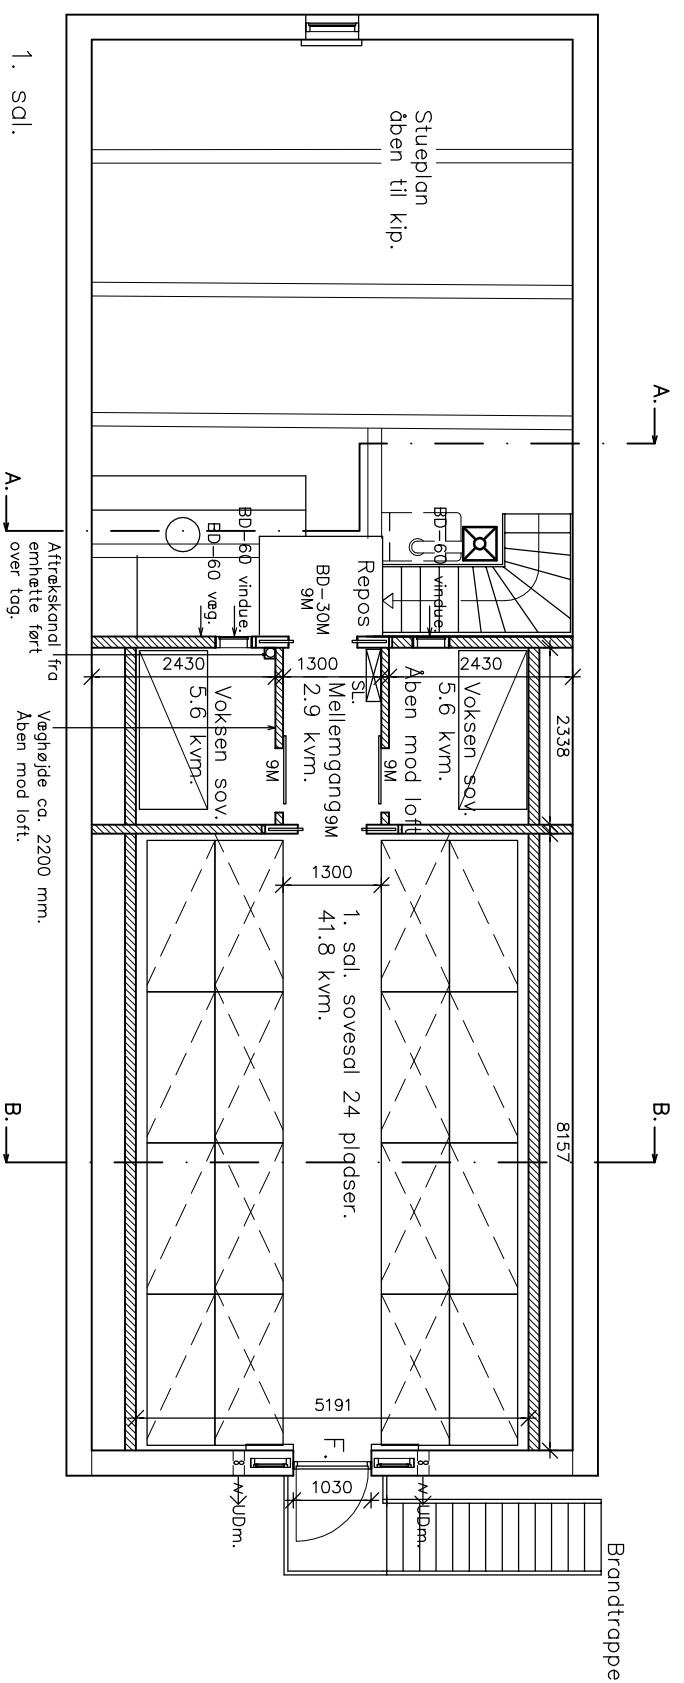 1. sal.
Stueplan
åben til kip.
A.
A.
BD-60 vindue.
BD-60 væg.
BD-60 vindue.
Repos
BD-30M
9M
Aftrækskanal fra
emhætte ført
over tag.
2430
1300
2430
2338
SL.
Voksen sov.
5.6 kvm.
Mellemgang
2.9 kvm.
Åben mod loft
Voksen sov.
5.6 kvm.
9M
9M
9M
Væghøjde ca. 2200 mm.
Åben mod loft.
1300
1. sal. sovesal 24 pladser.
41.8 kvm.
8157
B.
B.
5191
F.
1030
UDm.
UDm.
Brandtrappe